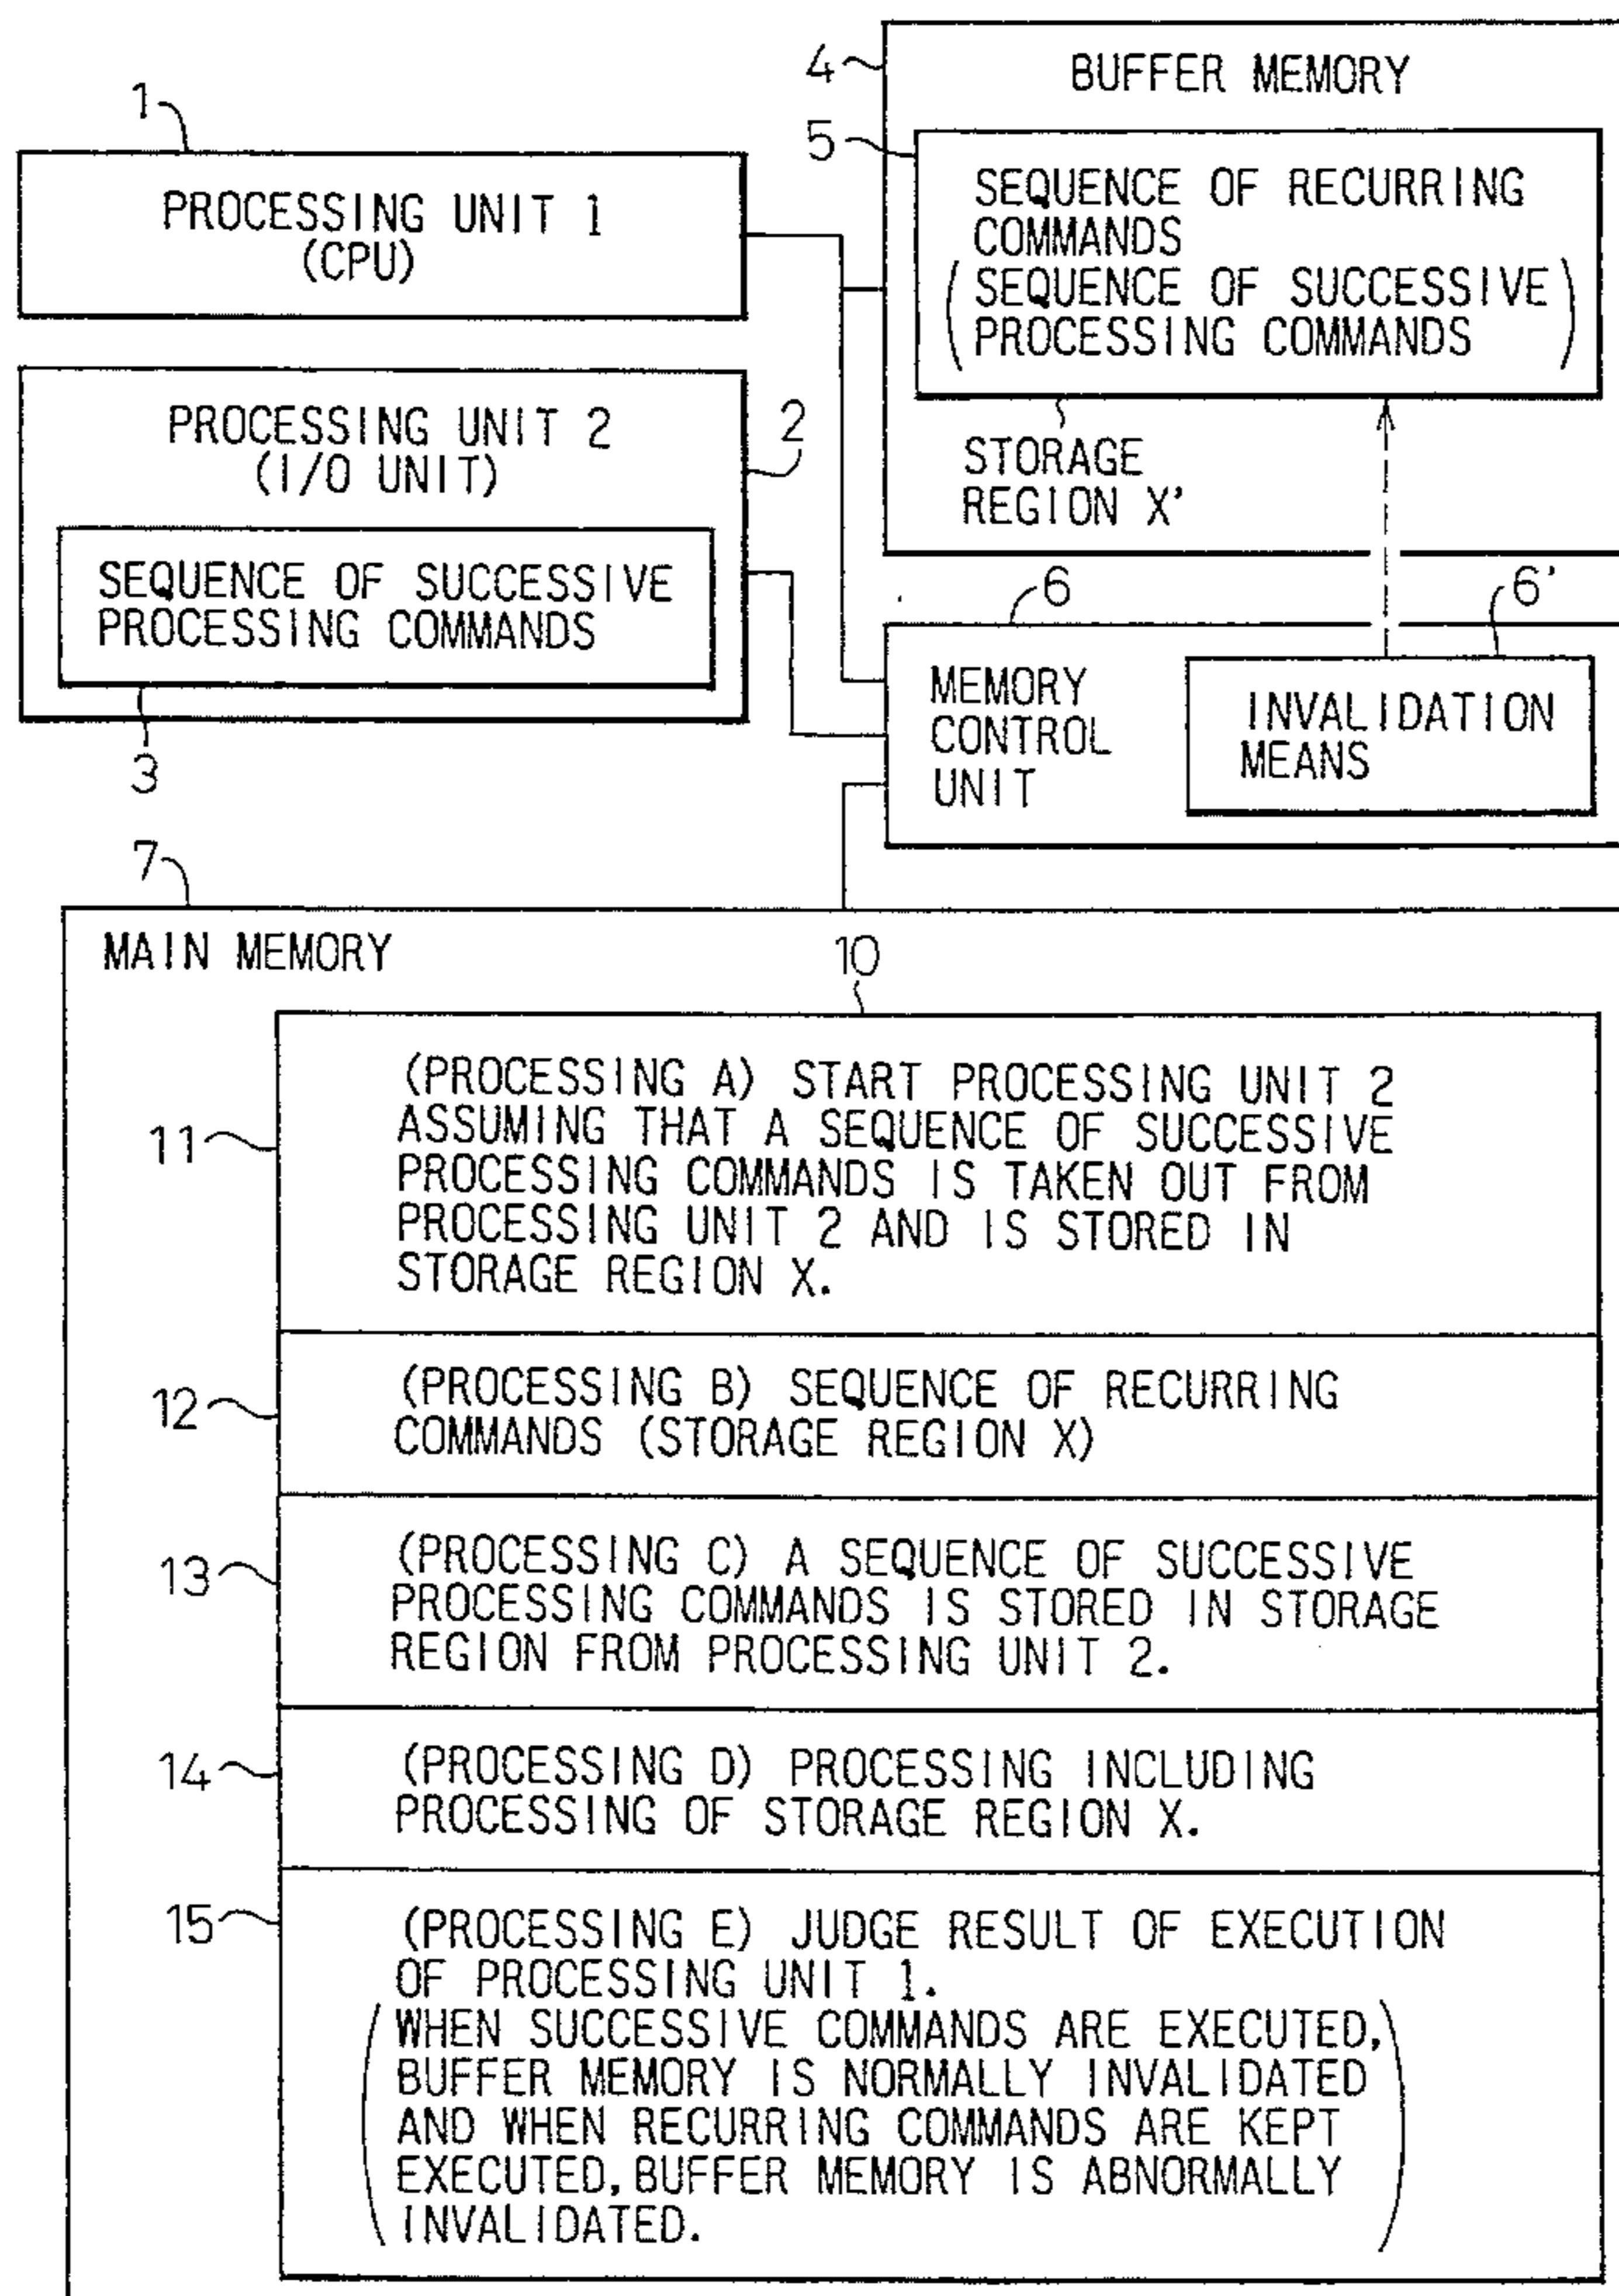 1
PROCESSING UNIT 1
(CPU)
PROCESSING UNIT 2
(I/O UNIT)
2
SEQUENCE OF SUCCESSIVE
PROCESSING COMMANDS
3
4
BUFFER MEMORY
5
SEQUENCE OF RECURRING
COMMANDS
(SEQUENCE OF SUCCESSIVE
PROCESSING COMMANDS)
STORAGE
REGION X'
6
6'
MEMORY
CONTROL
UNIT
INVALIDATION
MEANS
7
MAIN MEMORY
10
11
(PROCESSING A) START PROCESSING UNIT 2
ASSUMING THAT A SEQUENCE OF SUCCESSIVE
PROCESSING COMMANDS IS TAKEN OUT FROM
PROCESSING UNIT 2 AND IS STORED IN
STORAGE REGION X.
12
(PROCESSING B) SEQUENCE OF RECURRING
COMMANDS (STORAGE REGION X)
13
(PROCESSING C) A SEQUENCE OF SUCCESSIVE
PROCESSING COMMANDS IS STORED IN STORAGE
REGION FROM PROCESSING UNIT 2.
14
(PROCESSING D) PROCESSING INCLUDING
PROCESSING OF STORAGE REGION X.
15
(PROCESSING E) JUDGE RESULT OF EXECUTION
OF PROCESSING UNIT 1.
(WHEN SUCCESSIVE COMMANDS ARE EXECUTED,
BUFFER MEMORY IS NORMALLY INVALIDATED
AND WHEN RECURRING COMMANDS ARE KEPT
EXECUTED, BUFFER MEMORY IS ABNORMALLY
INVALIDATED.)